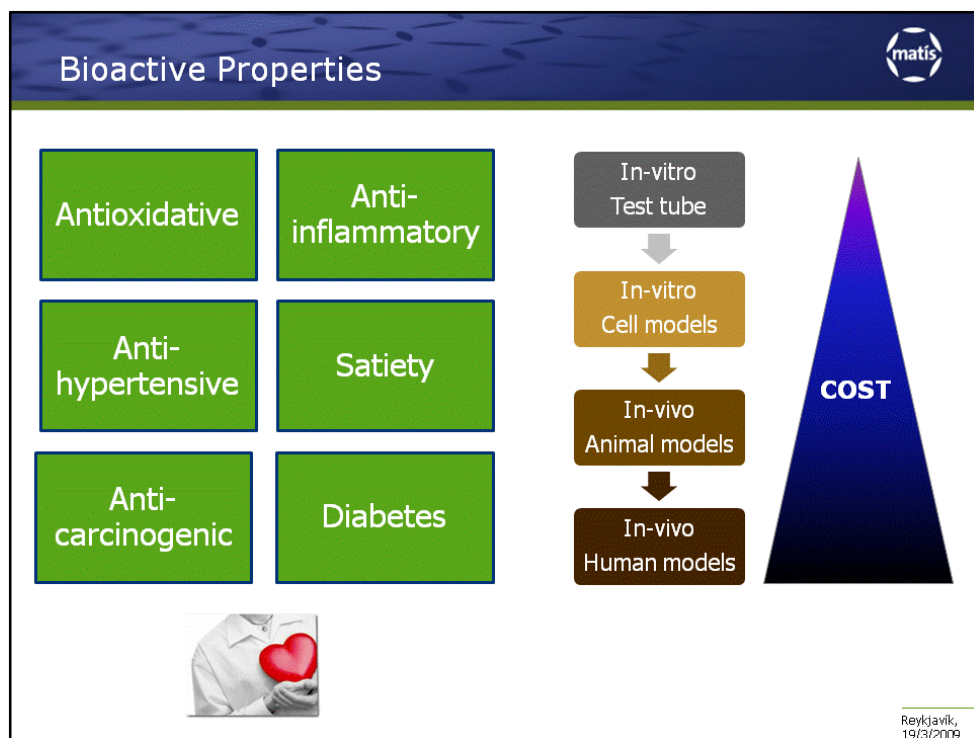 Bioactive Properties
matís
Antioxidative
Anti-
inflammatory
Anti-
hypertensive
Satiety
Anti-
carcinogenic
Diabetes
In-vitro
Test tube
In-vitro
Cell models
In-vivo
Animal models
In-vivo
Human models
COST
Reykjavík,
19/3/2009